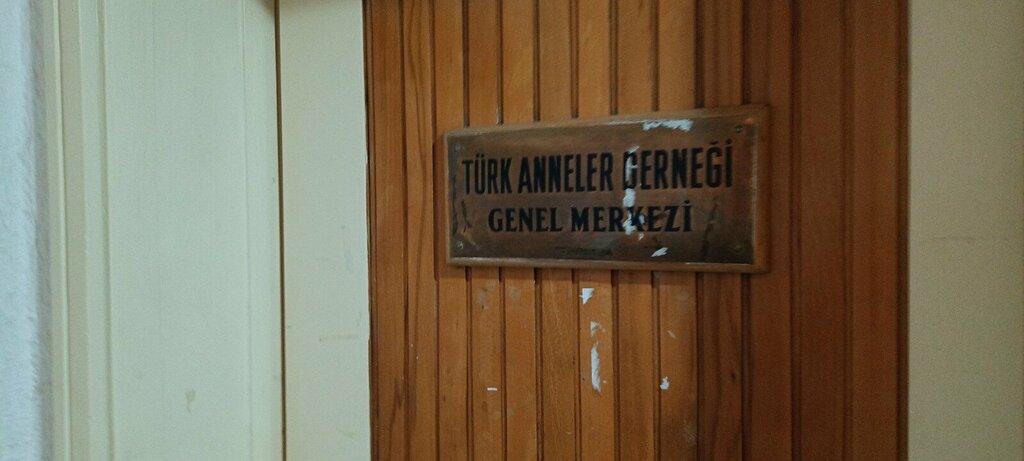 TÜRK ANNELER DERNEĞİ
GENEL MERKEZİ